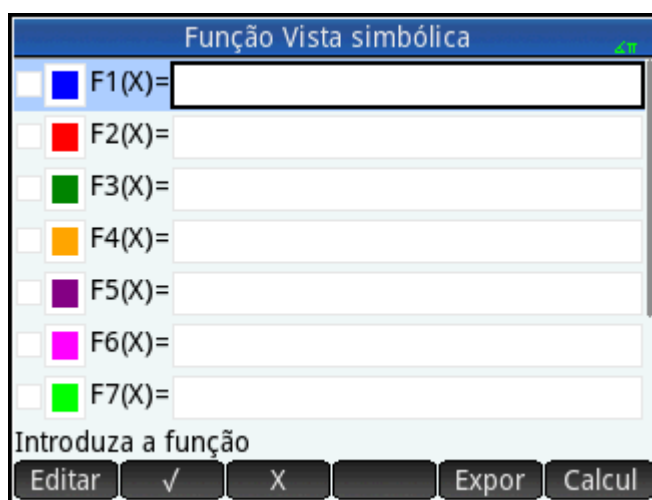 Função Vista simbólica ∡π
F1(X)=
F2(X)=
F3(X)=
F4(X)=
F5(X)=
F6(X)=
F7(X)=
Introduza a função
Editar √ X Expor Calcul